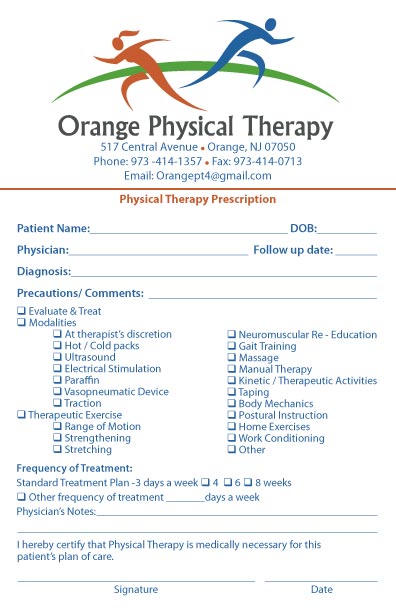 Orange Physical Therapy
517 Central Avenue • Orange, NJ 07050
Phone: 973 -414-1357 • Fax: 973-414-0713
Email: Orangept4@gmail.com
Physical Therapy Prescription
Patient Name:____________________ DOB:__________
Physician:____________________ Follow up date: _______
Diagnosis:____________________
Precautions/ Comments: ____________________
❑ Evaluate & Treat
❑ Modalities
❑ At therapist's discretion
❑ Hot / Cold packs
❑ Ultrasound
❑ Electrical Stimulation
❑ Paraffin
❑ Vasopneumatic Device
❑ Traction
❑ Therapeutic Exercise
❑ Range of Motion
❑ Strengthening
❑ Stretching
❑ Neuromuscular Re - Education
❑ Gait Training
❑ Massage
❑ Manual Therapy
❑ Kinetic / Therapeutic Activities
❑ Taping
❑ Body Mechanics
❑ Postural Instruction
❑ Home Exercises
❑ Work Conditioning
❑ Other
Frequency of Treatment:
Standard Treatment Plan -3 days a week ❑ 4 ❑ 6 ❑ 8 weeks
❑ Other frequency of treatment _______days a week
Physician's Notes:____________________
I hereby certify that Physical Therapy is medically necessary for this
patient's plan of care.
Signature Date